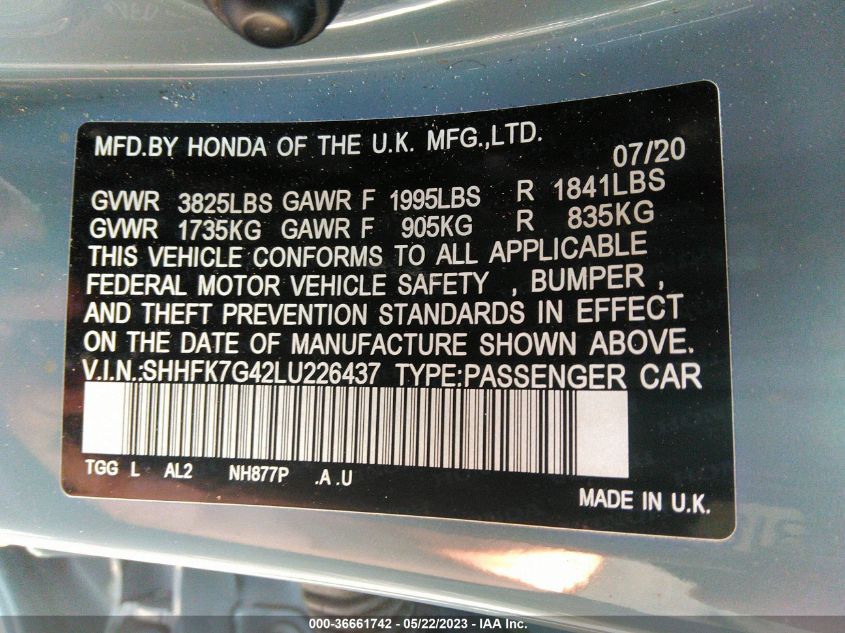 MFD.BY HONDA OF THE U.K. MFG.,LTD. 07/20
GVWR 3825LBS GAWR F 1995LBS R 1841LBS
GVWR 1735KG GAWR F 905KG R 835KG
THIS VEHICLE CONFORMS TO ALL APPLICABLE
FEDERAL MOTOR VEHICLE SAFETY , BUMPER ,
AND THEFT PREVENTION STANDARDS IN EFFECT
ON THE DATE OF MANUFACTURE SHOWN ABOVE.
V.I.N.:SHHFK7G42LU226437 TYPE:PASSENGER CAR
TGG L AL2 NH877P .A .U
MADE IN U.K.
000-36661742 — 05/22/2023 — IAA Inc.